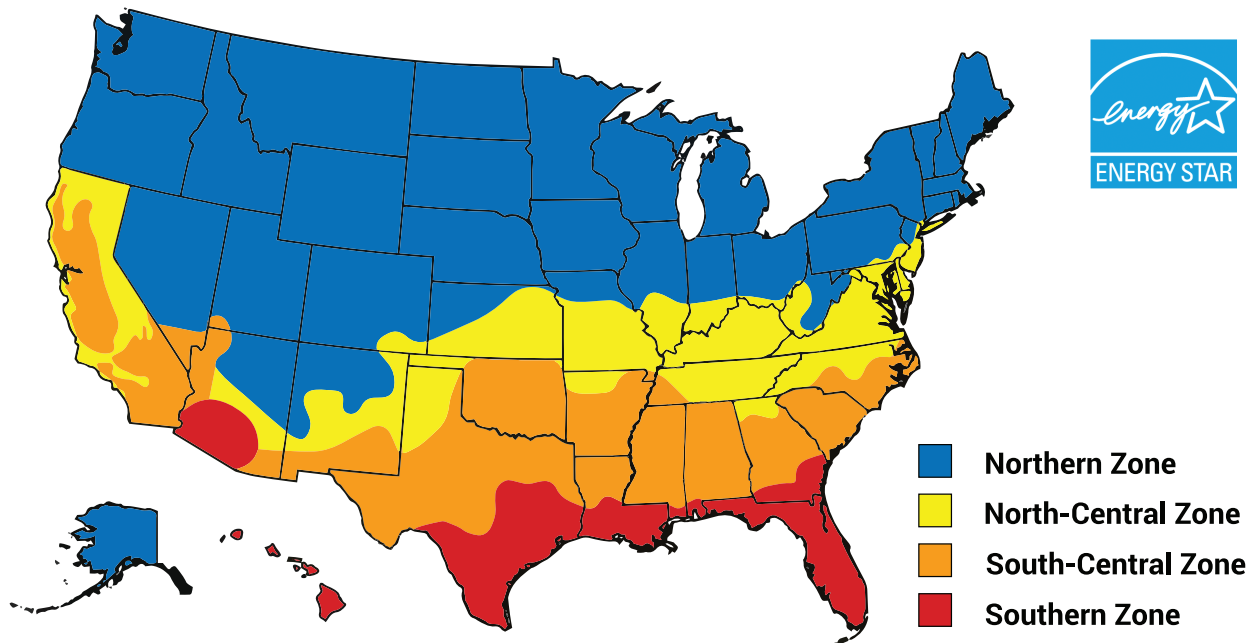 energy
ENERGY STAR
Northern Zone
North-Central Zone
South-Central Zone
Southern Zone